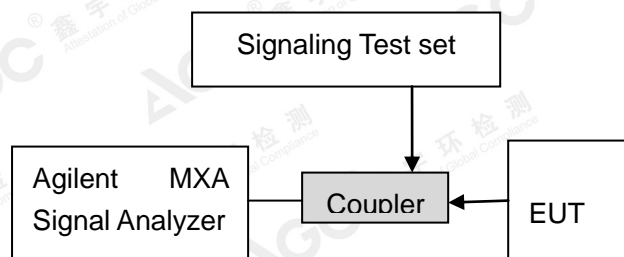 Signaling Test set
Agilent MXA
Signal Analyzer
Coupler
EUT